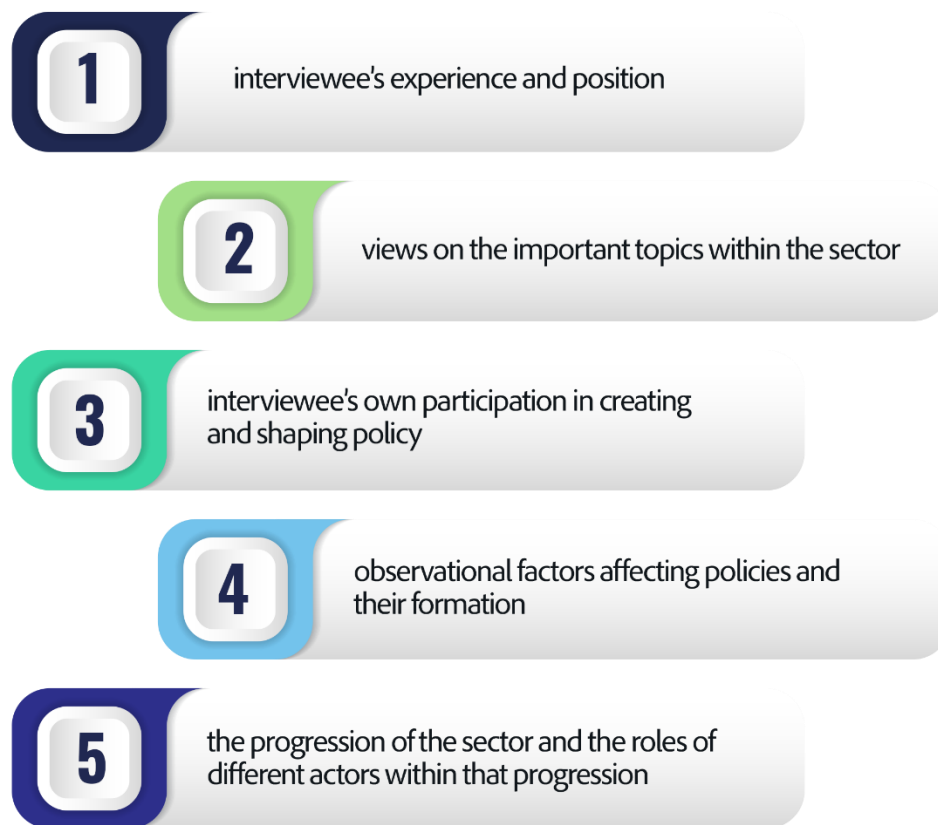 1
interviewee's experience and position
2
views on the important topics within the sector
3
interviewee's own participation in creating
and shaping policy
4
observational factors affecting policies and
their formation
5
the progression of the sector and the roles of
different actors within that progression